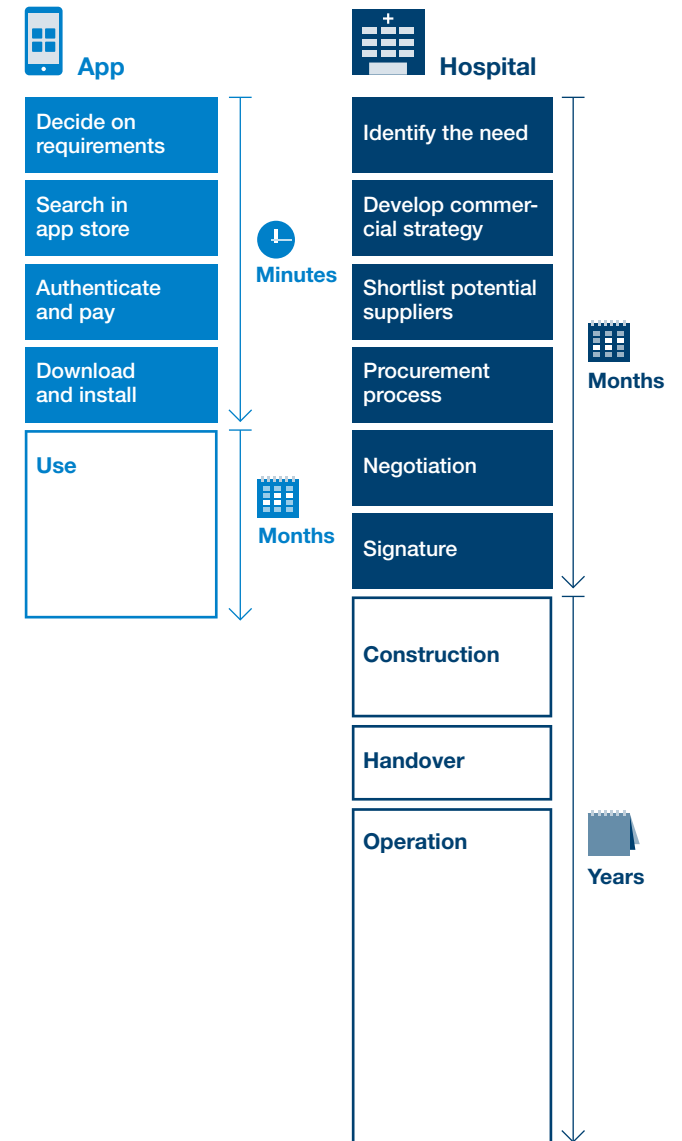 App
Decide on
requirements
Search in
app store
Authenticate
and pay
Download
and install
Minutes
Use
Months
Hospital
Identify the need
Develop commer-
cial strategy
Shortlist potential
suppliers
Procurement
process
Negotiation
Signature
Months
Construction
Handover
Operation
Years